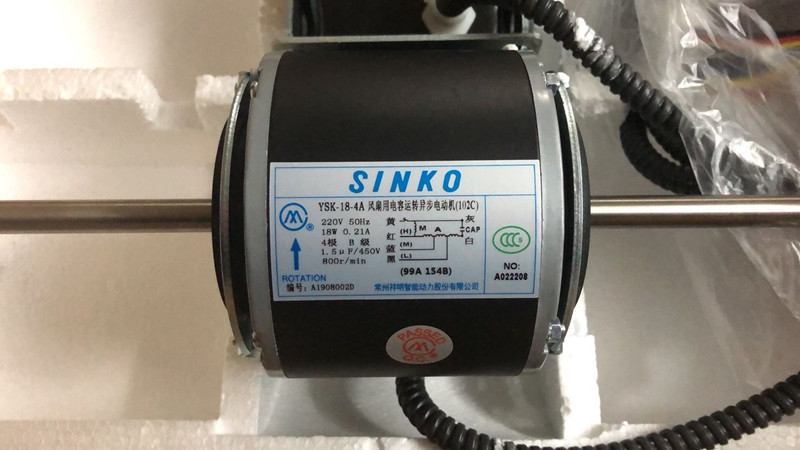 SINKO
YSK-18-4A 风扇用电容运转异步电动机(102C)
220V 50Hz
18W 0.21A
4极 B 级
1.5μF/450V
800r/min
黄 灰
红 (H) M A CAP
蓝 (M) 白
黑 (L)
(99A 154B)
ROTATION
编号: A1908002D
常州祥明智能动力股份有限公司
CCC
NO:
A022208
PASSED
M
Q.C.